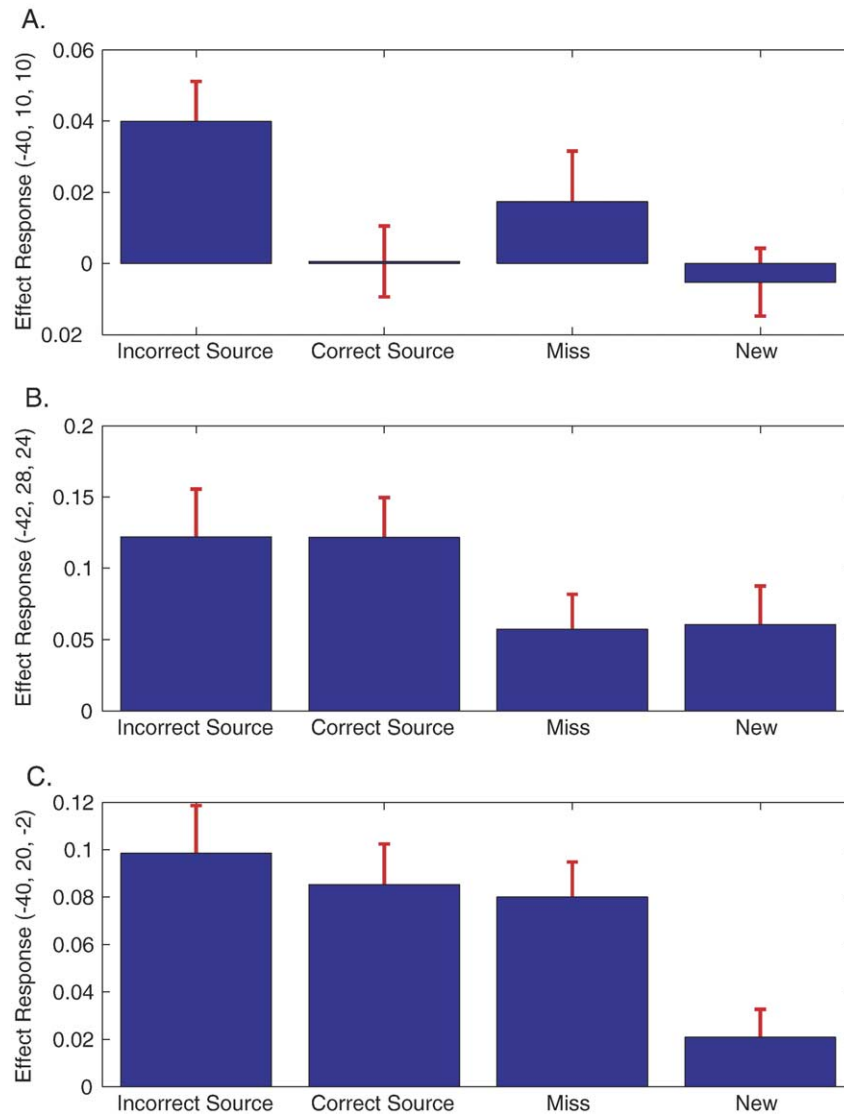 A.
Effect Response (-40, 10, 10)
0.06
0.04
0.02
0
0.02
Incorrect Source Correct Source Miss New
B.
Effect Response (-42, 28, 24)
0.2
0.15
0.1
0.05
0
Incorrect Source Correct Source Miss New
C.
Effect Response (-40, 20, -2)
0.12
0.1
0.08
0.06
0.04
0.02
0
Incorrect Source Correct Source Miss New